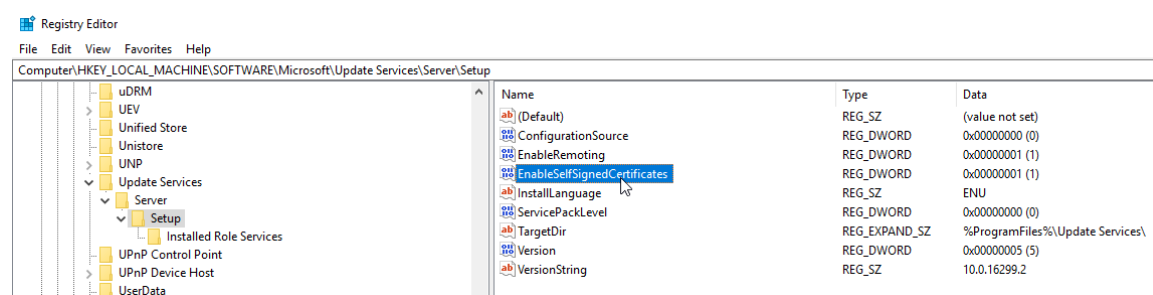 Registry Editor
File Edit View Favorites Help
Computer\HKEY_LOCAL_MACHINE\SOFTWARE\Microsoft\Update Services\Server\Setup
uDRM
UEV
Unified Store
Unistore
UNP
Update Services
Server
Setup
Installed Role Services
UPnP Control Point
UPnP Device Host
UserData
Name Type Data
(Default) REG_SZ (value not set)
ConfigurationSource REG_DWORD 0x00000000 (0)
EnableRemoting REG_DWORD 0x00000001 (1)
EnableSelfSignedCertificates REG_DWORD 0x00000001 (1)
InstallLanguage REG_SZ ENU
ServicePackLevel REG_DWORD 0x00000000 (0)
TargetDir REG_EXPAND_SZ %ProgramFiles%\Update Services\
Version REG_DWORD 0x00000005 (5)
VersionString REG_SZ 10.0.16299.2